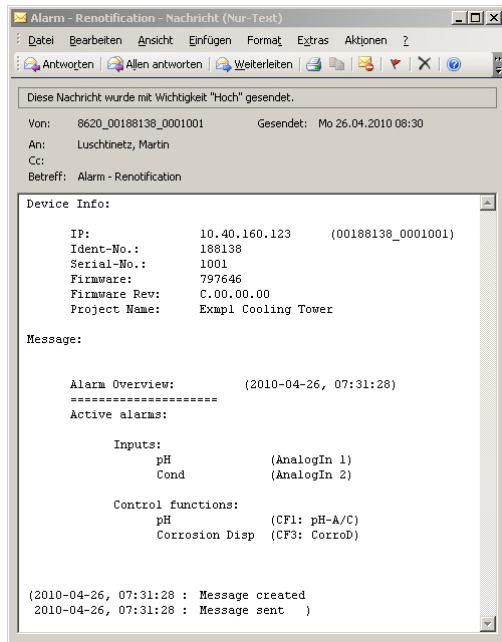 Alarm - Renotification - Nachricht (Nur-Text)
Datei Bearbeiten Ansicht Einfügen Format Extras Aktionen ?
Antworten Allen antworten Weiterleiten
Diese Nachricht wurde mit Wichtigkeit "Hoch" gesendet.
Von: 8620_00188138_0001001 Gesendet: Mo 26.04.2010 08:30
An: Luschtinetz, Martin
Cc:
Betreff: Alarm - Renotification
Device Info:
IP: 10.40.160.123 (00188138_0001001)
Ident-No.: 188138
Serial-No.: 1001
Firmware: 797646
Firmware Rev: C.00.00.00
Project Name: Exmpl Cooling Tower
Message:
Alarm Overview: (2010-04-26, 07:31:28)
=====================
Active alarms:
Inputs:
pH (AnalogIn 1)
Cond (AnalogIn 2)
Control functions:
pH (CF1: pH-A/C)
Corrosion Disp (CF3: CorroD)
(2010-04-26, 07:31:28 : Message created
2010-04-26, 07:31:28 : Message sent )